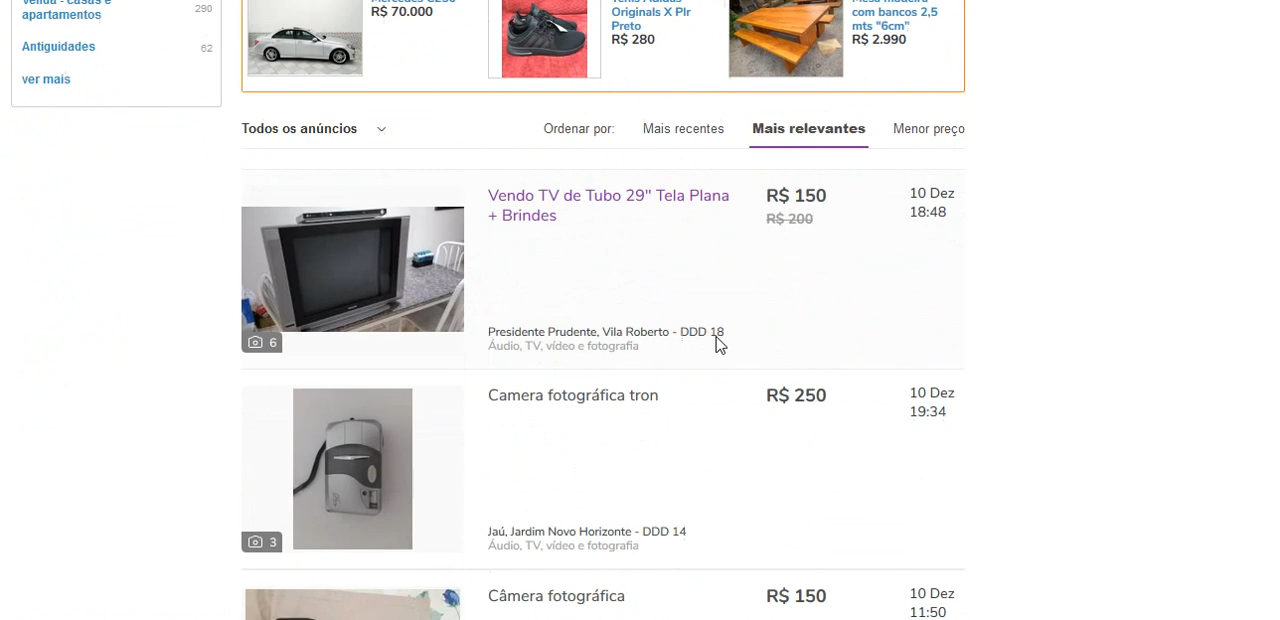 Venda - casas e
apartamentos
290
Antiguidades
62
ver mais
R$ 70.000
Tênis Adidas
Originals X Plr
Preto
R$ 280
Mesa madeira
com bancos 2,5
mts "6cm"
R$ 2.990
Todos os anúncios
Ordenar por:
Mais recentes
Mais relevantes
Menor preço
Vendo TV de Tubo 29" Tela Plana
+ Brindes
R$ 150
R$ 200
10 Dez
18:48
6
Presidente Prudente, Vila Roberto - DDD 18
Áudio, TV, vídeo e fotografia
Camera fotográfica tron
R$ 250
10 Dez
19:34
3
Jaú, Jardim Novo Horizonte - DDD 14
Áudio, TV, vídeo e fotografia
Câmera fotográfica
R$ 150
10 Dez
11:50